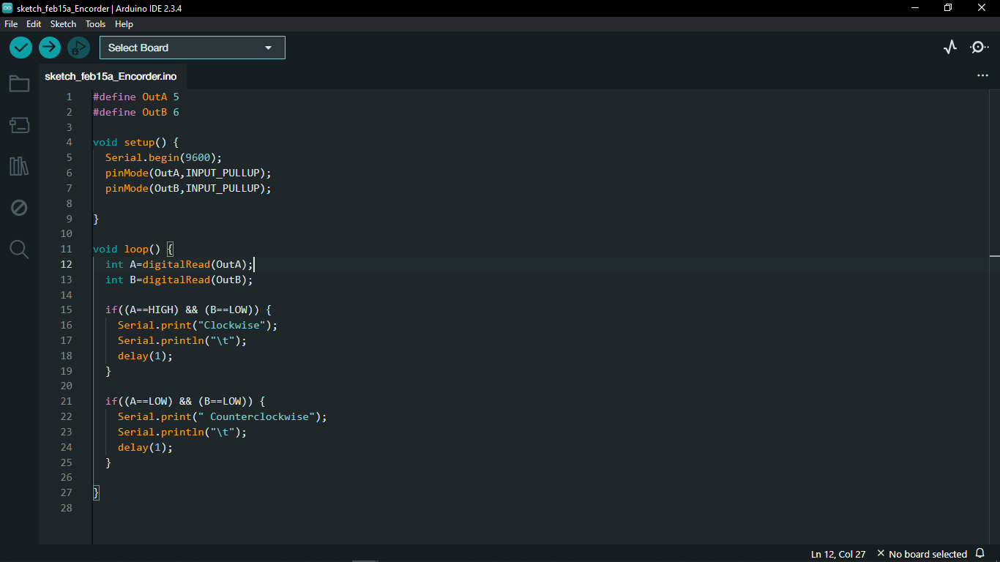 sketch_feb15a_Encorder | Arduino IDE 2.3.4
File Edit Sketch Tools Help
Select Board
sketch_feb15a_Encorder.ino
1 #define OutA 5
2 #define OutB 6
3
4 void setup() {
5 Serial.begin(9600);
6 pinMode(OutA,INPUT_PULLUP);
7 pinMode(OutB,INPUT_PULLUP);
8
9 }
10
11 void loop() {
12 int A=digitalRead(OutA);
13 int B=digitalRead(OutB);
14
15 if((A==HIGH) && (B==LOW)) {
16 Serial.print("Clockwise");
17 Serial.println("\t");
18 delay(1);
19 }
20
21 if((A==LOW) && (B==LOW)) {
22 Serial.print(" Counterclockwise");
23 Serial.println("\t");
24 delay(1);
25 }
26
27 }
28
Ln 12, Col 27 No board selected